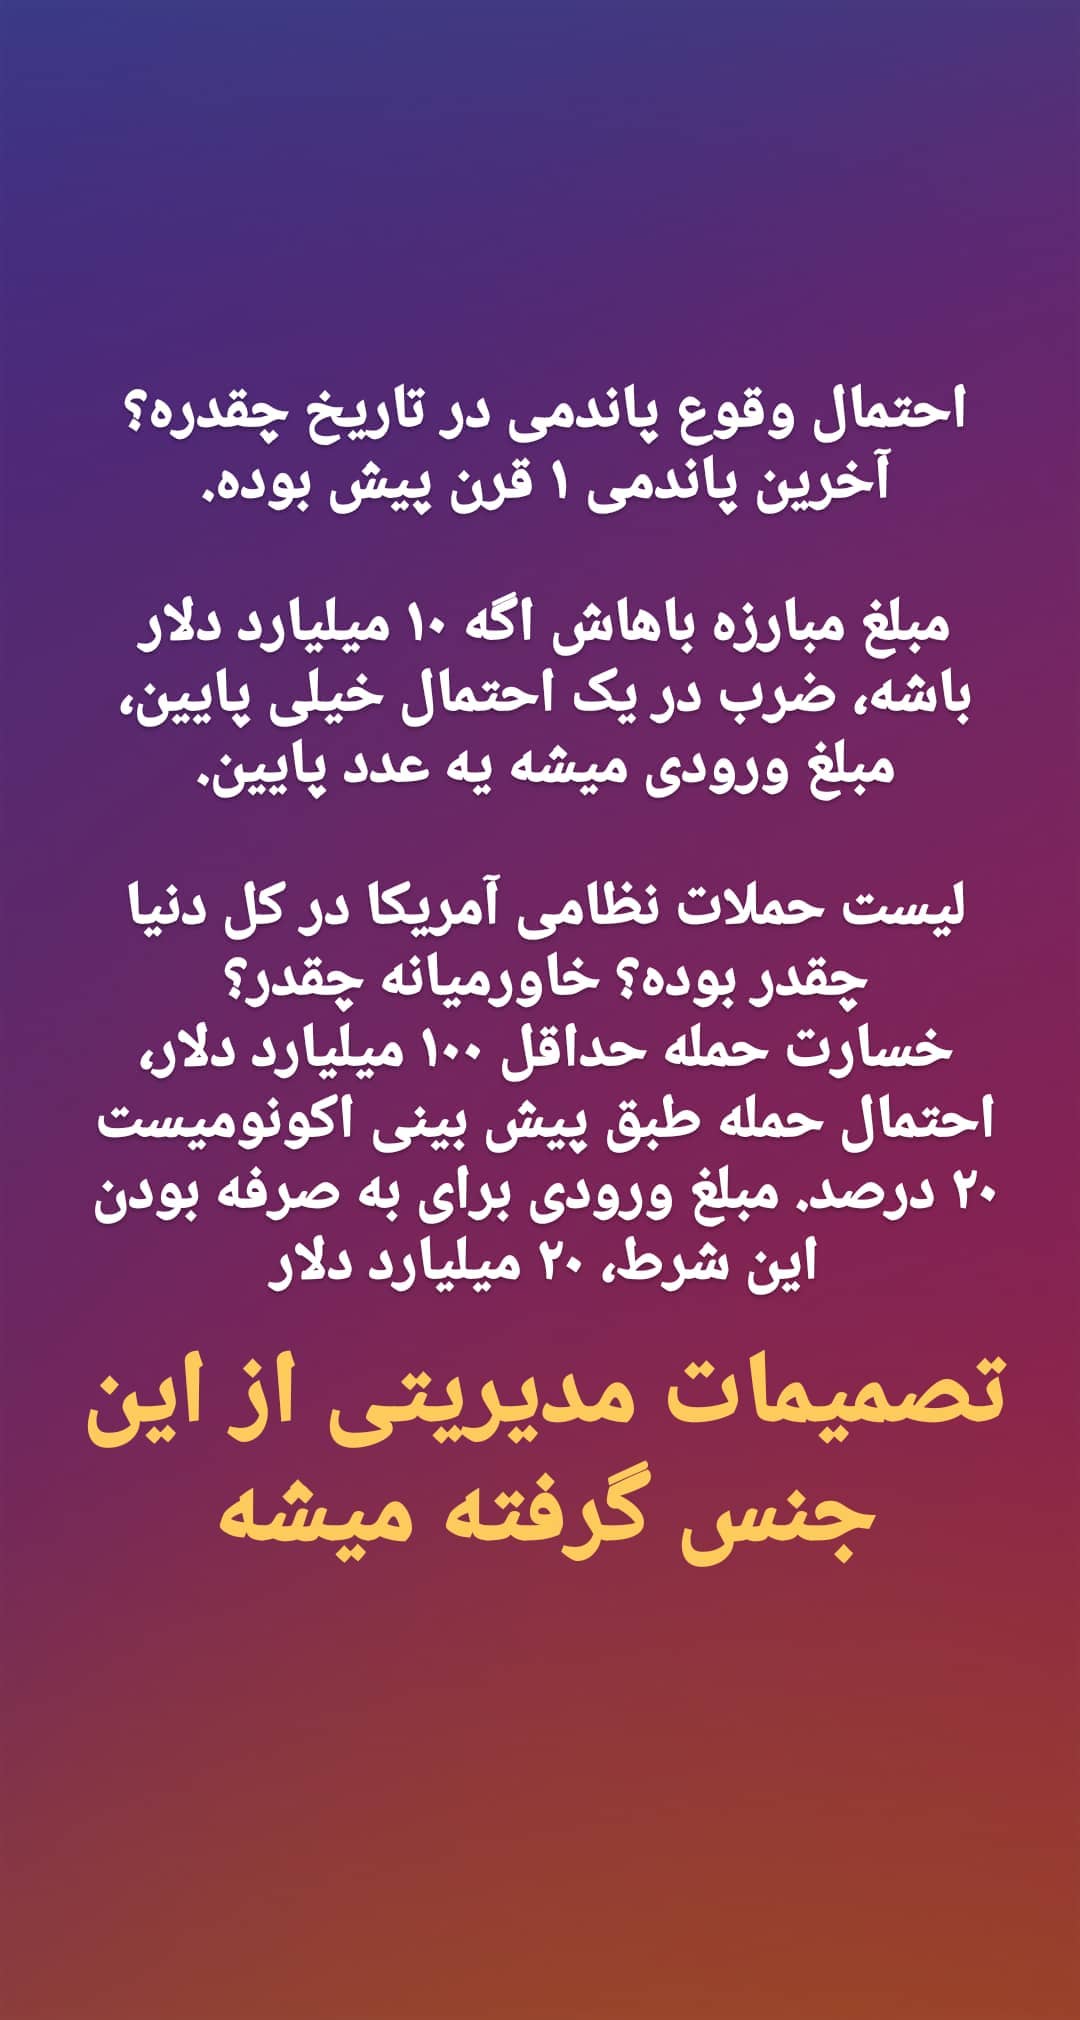 احتمال وقوع پاندمی در تاریخ چقدره؟
آخرین پاندمی ۱ قرن پیش بوده.
مبلغ مبارزه باهاش اگه ۱۰ میلیارد دلار
باشه، ضرب در یک احتمال خیلی پایین،
مبلغ ورودی میشه یه عدد پایین.
لیست حملات نظامی آمریکا در کل دنیا
چقدر بوده؟ خاورمیانه چقدر؟
خسارت حمله حداقل ۱۰۰ میلیارد دلار،
احتمال حمله طبق پیش بینی اکونومیست
۲۰ درصد. مبلغ ورودی برای به صرفه بودن
این شرط، ۲۰ میلیارد دلار
تصمیمات مدیریتی از این
جنس گرفته میشه